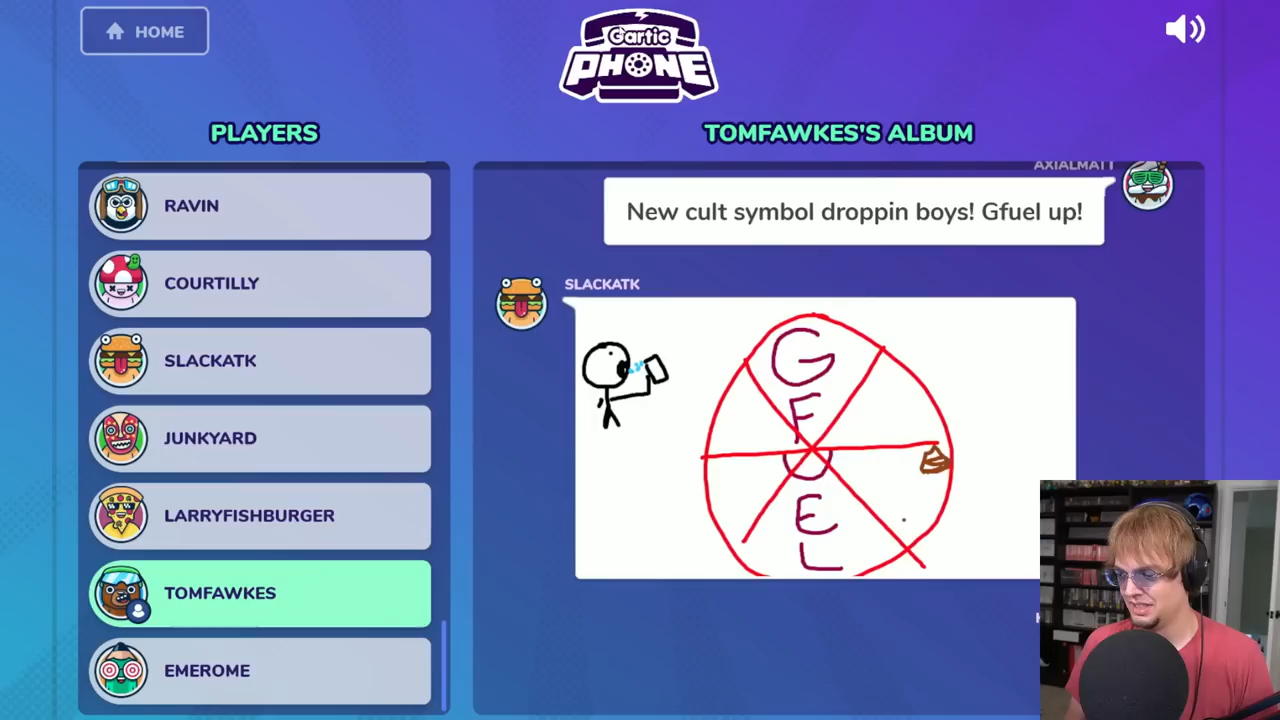 HOME
Gartic
PHONE
PLAYERS
TOMFAWKES'S ALBUM
RAVIN
COURTILLY
SLACKATK
JUNKYARD
LARRYFISHBURGER
TOMFAWKES
EMEROME
AXIALMATT
New cult symbol droppin boys! Gfuel up!
SLACKATK
G
F
U
E
L